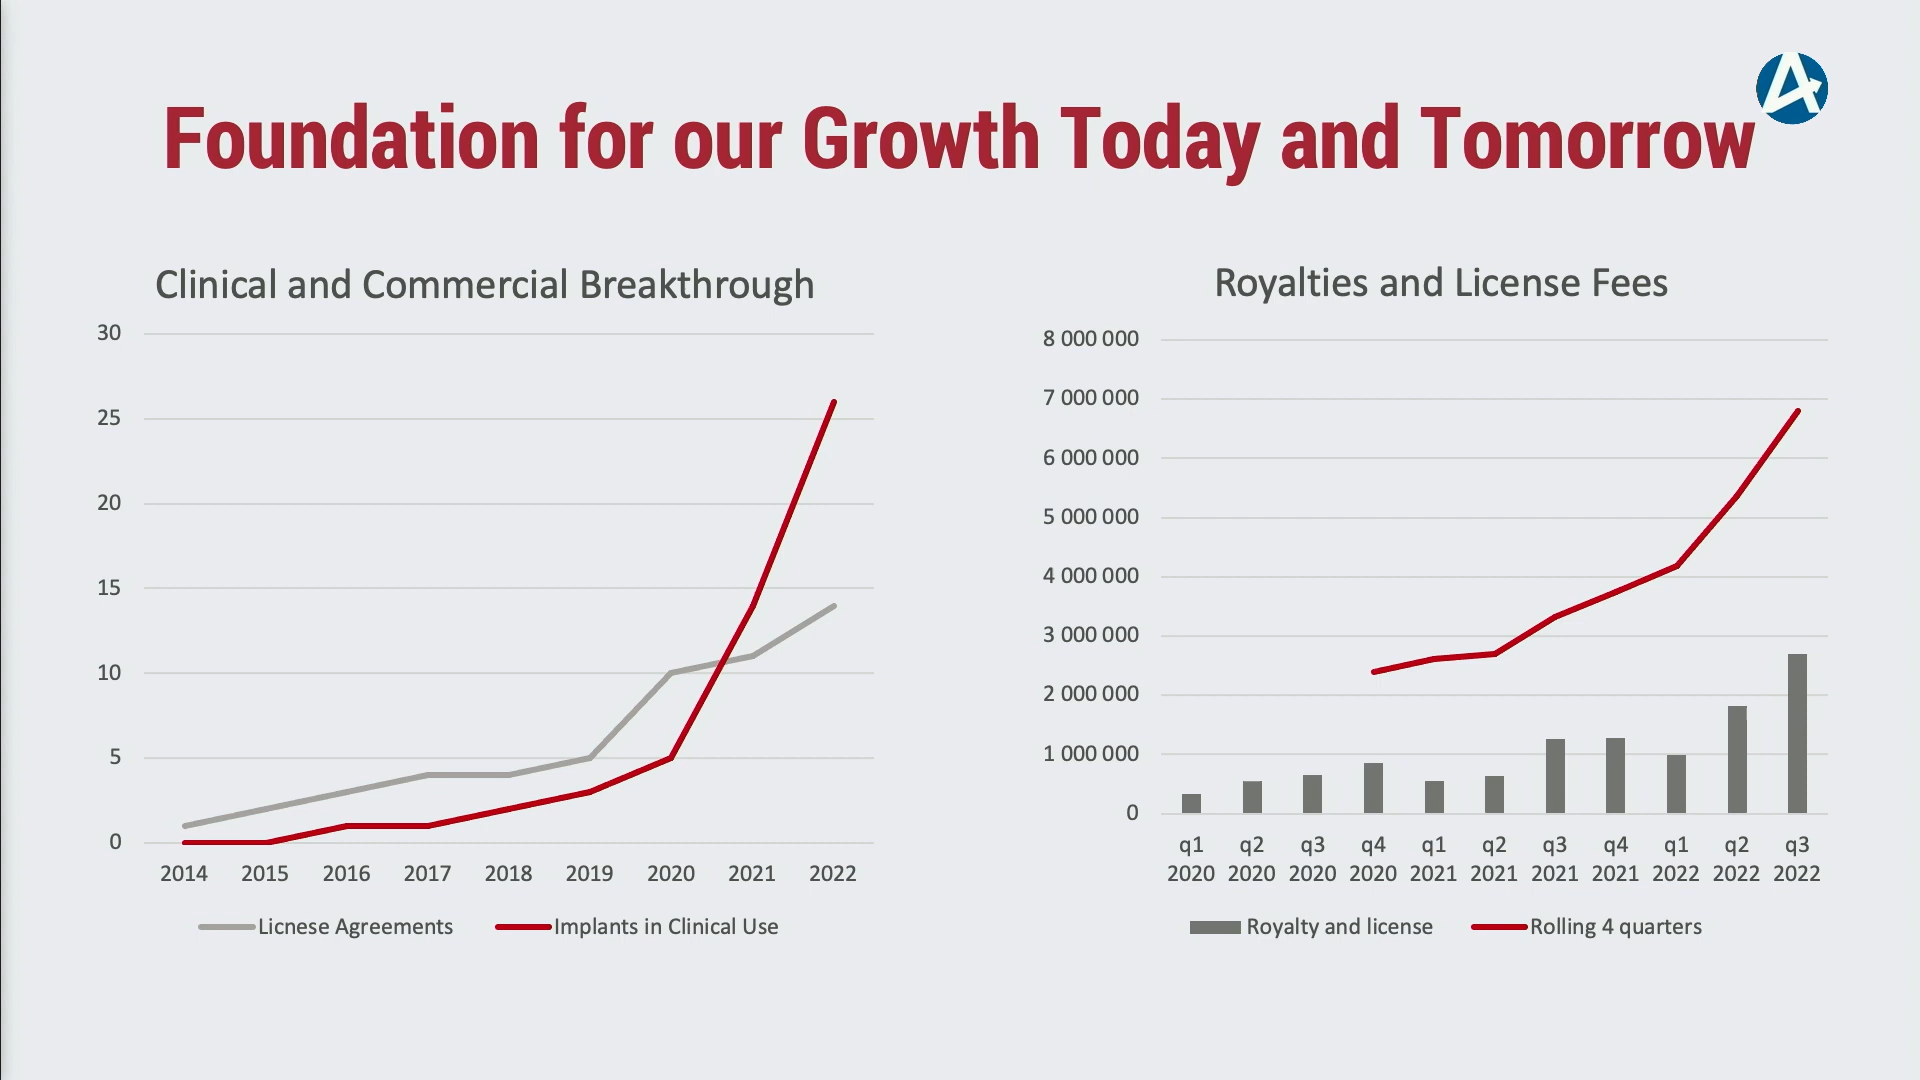 Foundation for our Growth Today and Tomorrow
Clinical and Commercial Breakthrough
30
25
20
15
10
5
0
2014 2015 2016 2017 2018 2019 2020 2021 2022
Licnese Agreements Implants in Clinical Use
Royalties and License Fees
8 000 000
7 000 000
6 000 000
5 000 000
4 000 000
3 000 000
2 000 000
1 000 000
0
q1 q2 q3 q4 q1 q2 q3 q4 q1 q2 q3
2020 2020 2020 2020 2021 2021 2021 2021 2022 2022 2022
Royalty and license Rolling 4 quarters